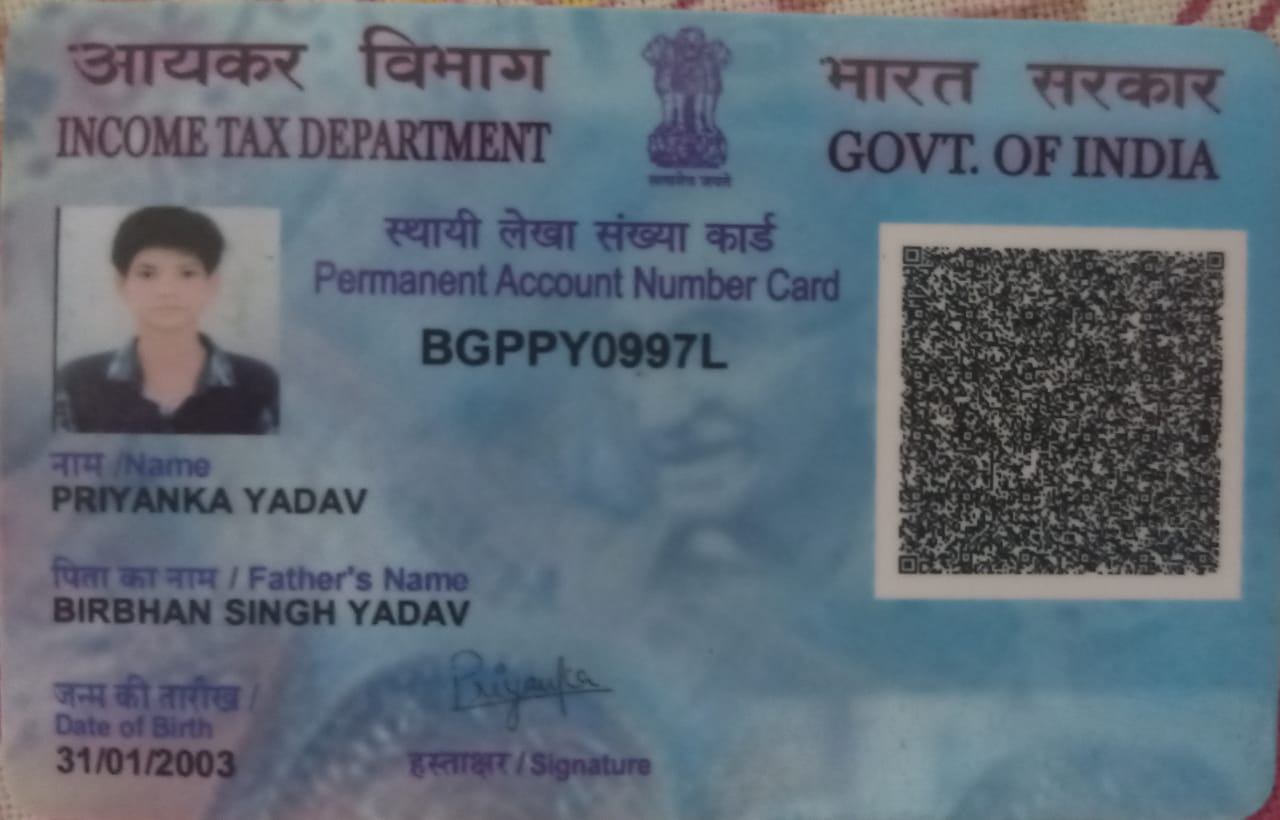 आयकर विभाग
INCOME TAX DEPARTMENT
सत्यमेव जयते
भारत सरकार
GOVT. OF INDIA
स्थायी लेखा संख्या कार्ड
Permanent Account Number Card
BGPPY0997L
नाम /Name
PRIYANKA YADAV
पिता का नाम / Father's Name
BIRBHAN SINGH YADAV
जन्म की तारीख /
Date of Birth
31/01/2003
Priyanka
हस्ताक्षर / Signature